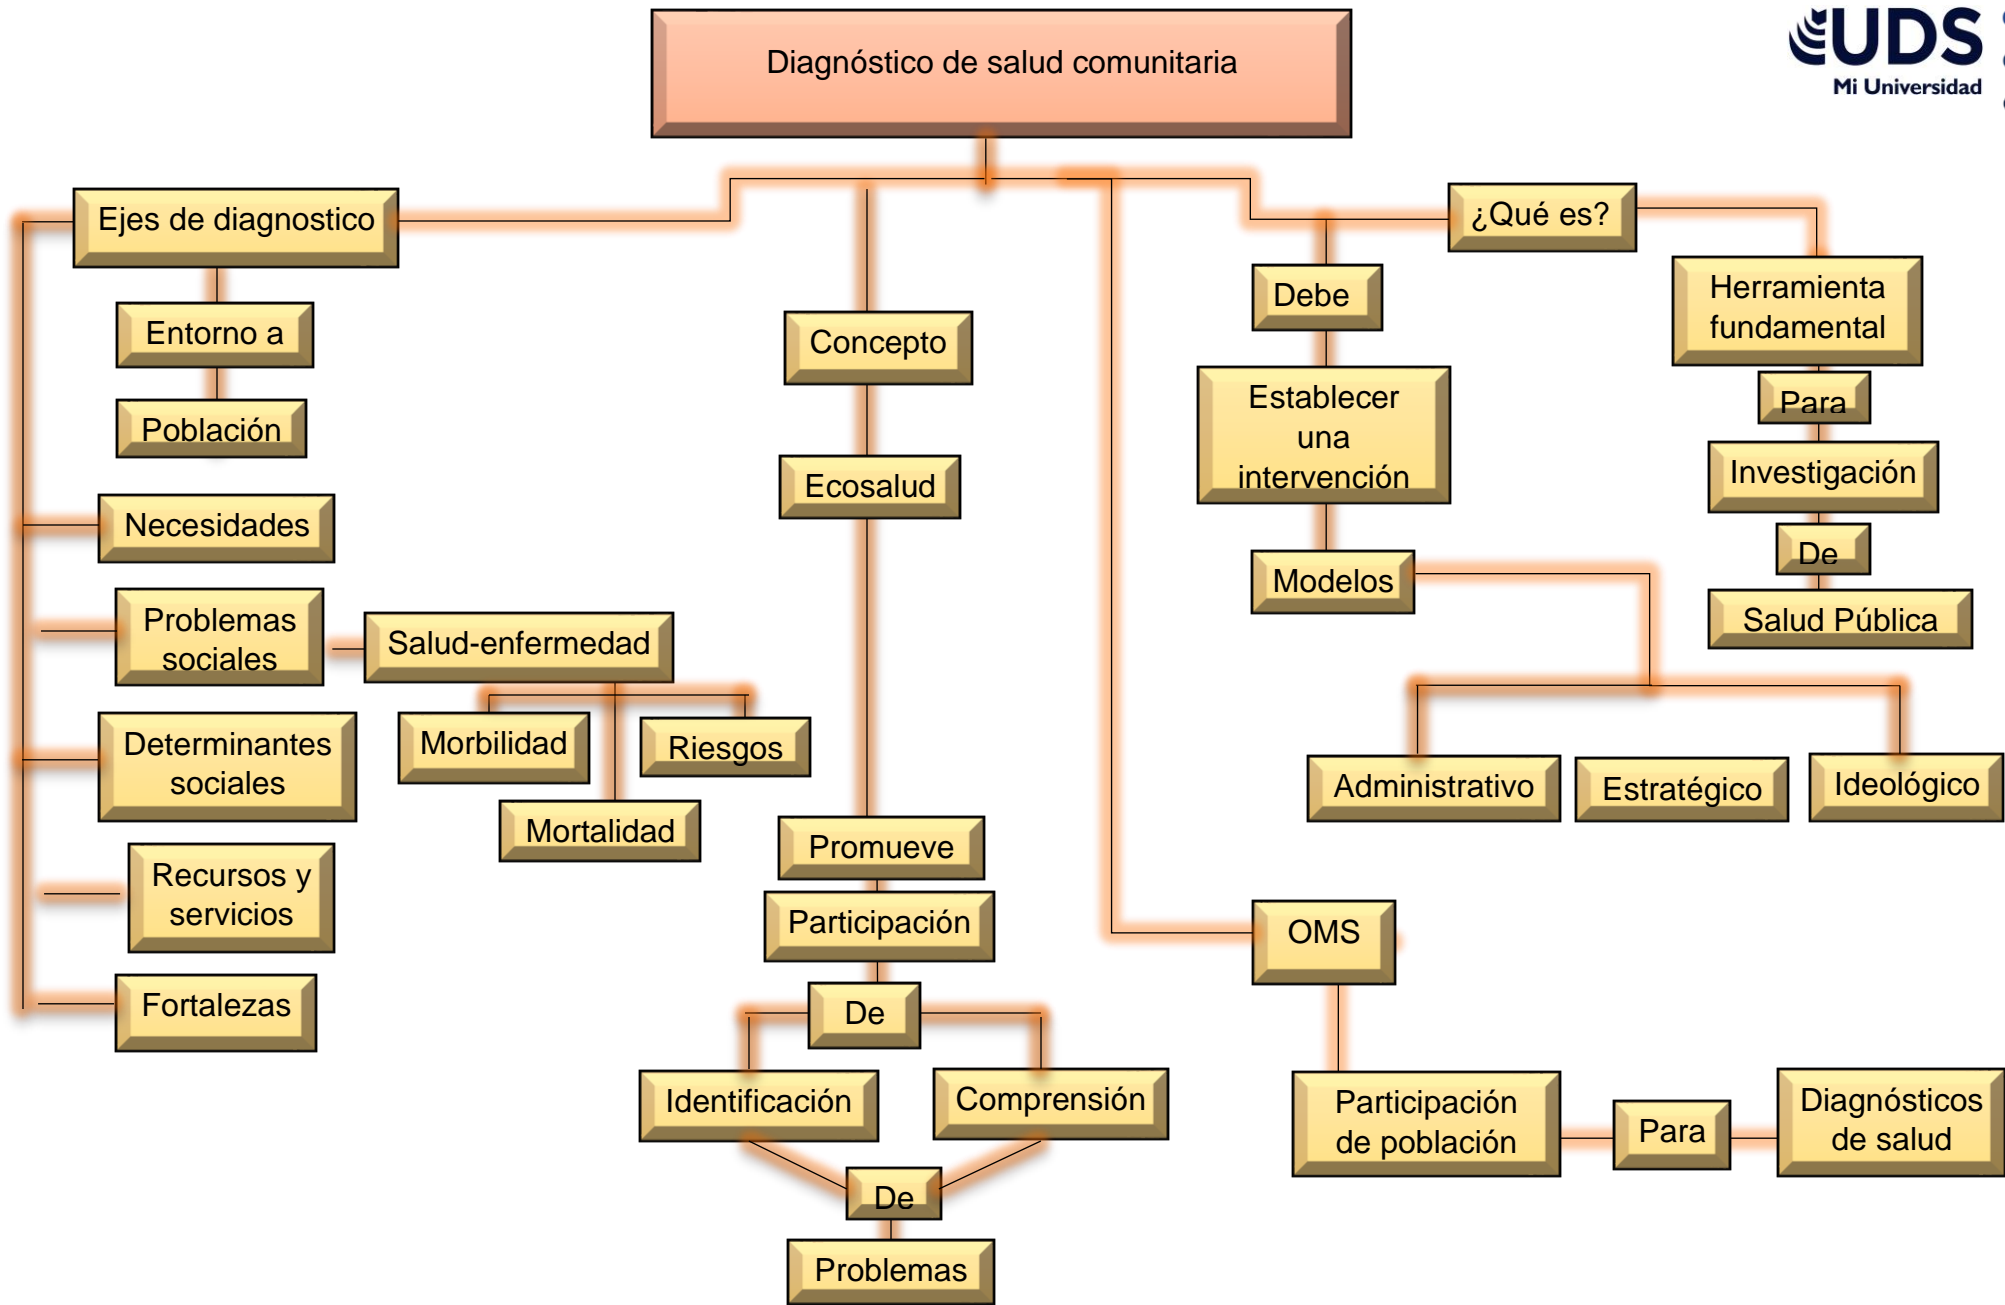 Diagnóstico de salud comunitaria
UDS
Mi Universidad
Ejes de diagnostico
Entorno a
Población
Necesidades
Problemas
sociales
Salud-enfermedad
Morbilidad
Riesgos
Mortalidad
Determinantes
sociales
Recursos y
servicios
Fortalezas
Concepto
Ecosalud
Promueve
Participación
De
Identificación
Comprensión
De
Problemas
Debe
Establecer
una
intervención
Modelos
Administrativo
Estratégico
Ideológico
¿Qué es?
Herramienta
fundamental
Para
Investigación
De
Salud Pública
OMS
Participación
de población
Para
Diagnósticos
de salud